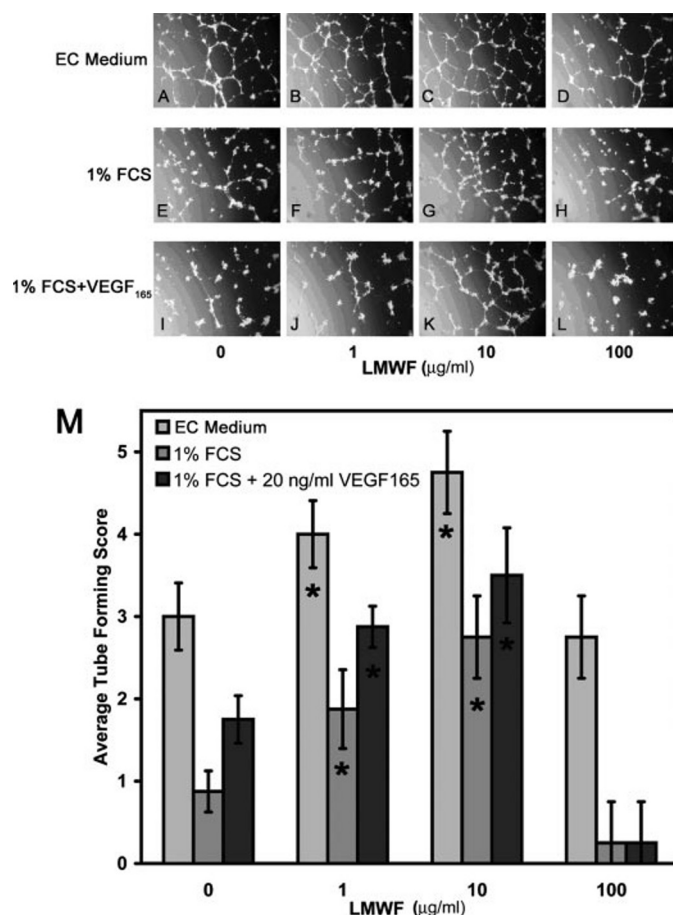 EC Medium
A B C D
1% FCS
E F G H
1% FCS+VEGF165
I J K L
0 1 10 100
LMWF (μg/ml)
M
EC Medium
1% FCS
1% FCS + 20 ng/ml VEGF165
Average Tube Forming Score
5
4
3
2
1
0
* * * * * *
0 1 10 100
LMWF (μg/ml)